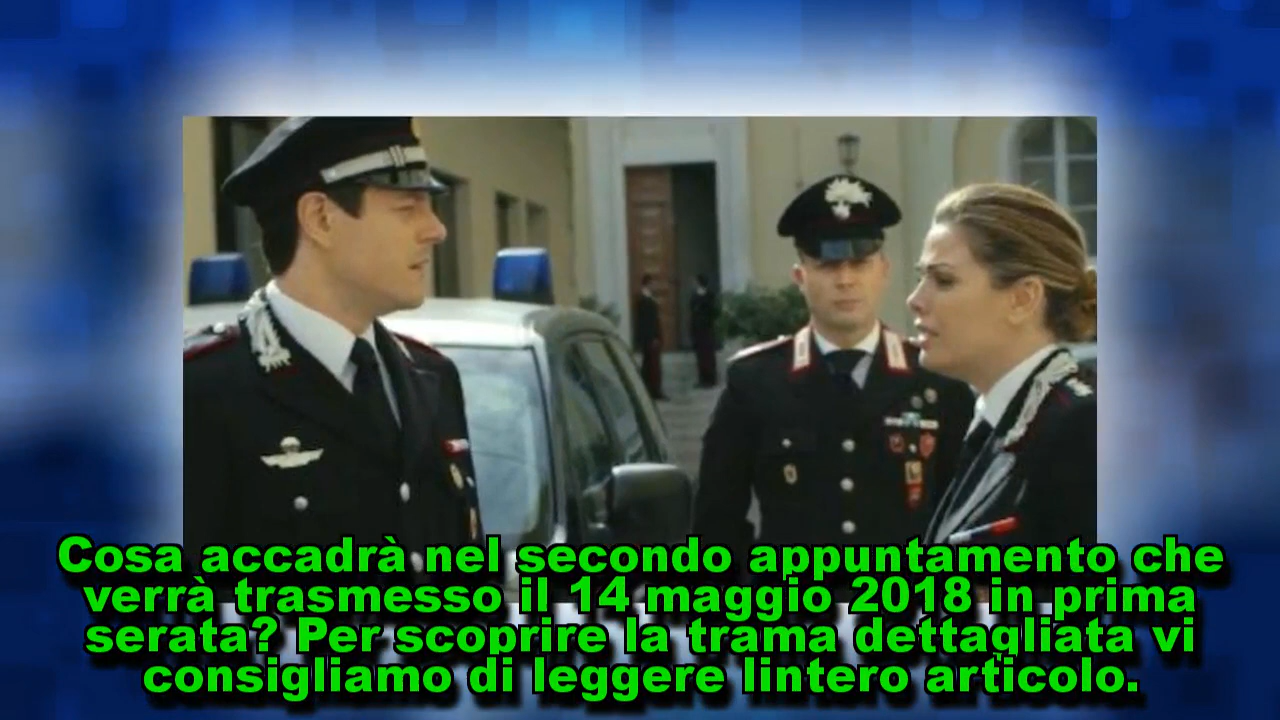 Cosa accadrà nel secondo appuntamento che
verrà trasmesso il 14 maggio 2018 in prima
serata? Per scoprire la trama dettagliata vi
consigliamo di leggere lintero articolo.